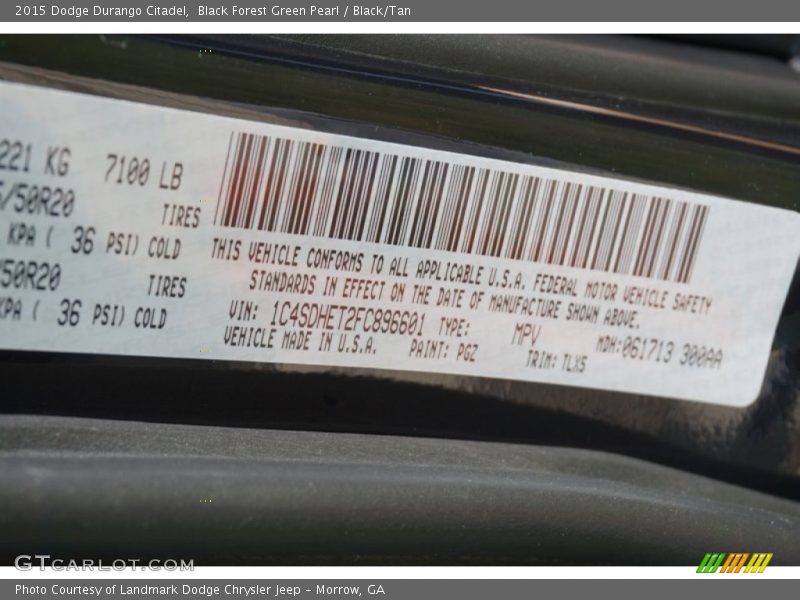 2015 Dodge Durango Citadel, Black Forest Green Pearl / Black/Tan
221 KG 7100 LB
/50R20 TIRES
KPA ( 36 PSI) COLD
50R20 TIRES
KPA ( 36 PSI) COLD
THIS VEHICLE CONFORMS TO ALL APPLICABLE U.S.A. FEDERAL MOTOR VEHICLE SAFETY
STANDARDS IN EFFECT ON THE DATE OF MANUFACTURE SHOWN ABOVE.
VIN: 1C4SDHET2FC896601 TYPE: MPV MDH:061713 300AA
VEHICLE MADE IN U.S.A. PAINT: PGZ TRIM: TLX5
GTCARLOT.COM
Photo Courtesy of Landmark Dodge Chrysler Jeep – Morrow, GA